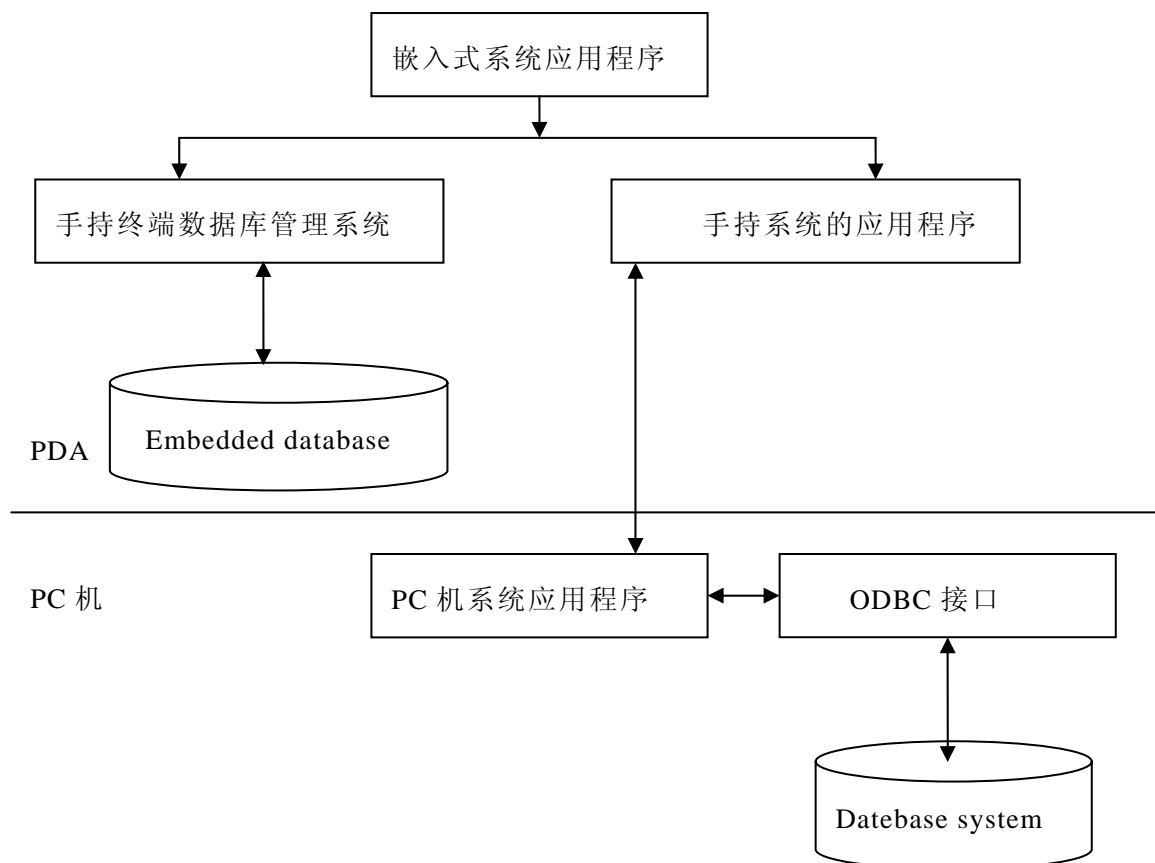 嵌入式系统应用程序
手持终端数据库管理系统
手持系统的应用程序
Embedded database
PDA
PC 机
PC 机系统应用程序
ODBC 接口
Datebase system